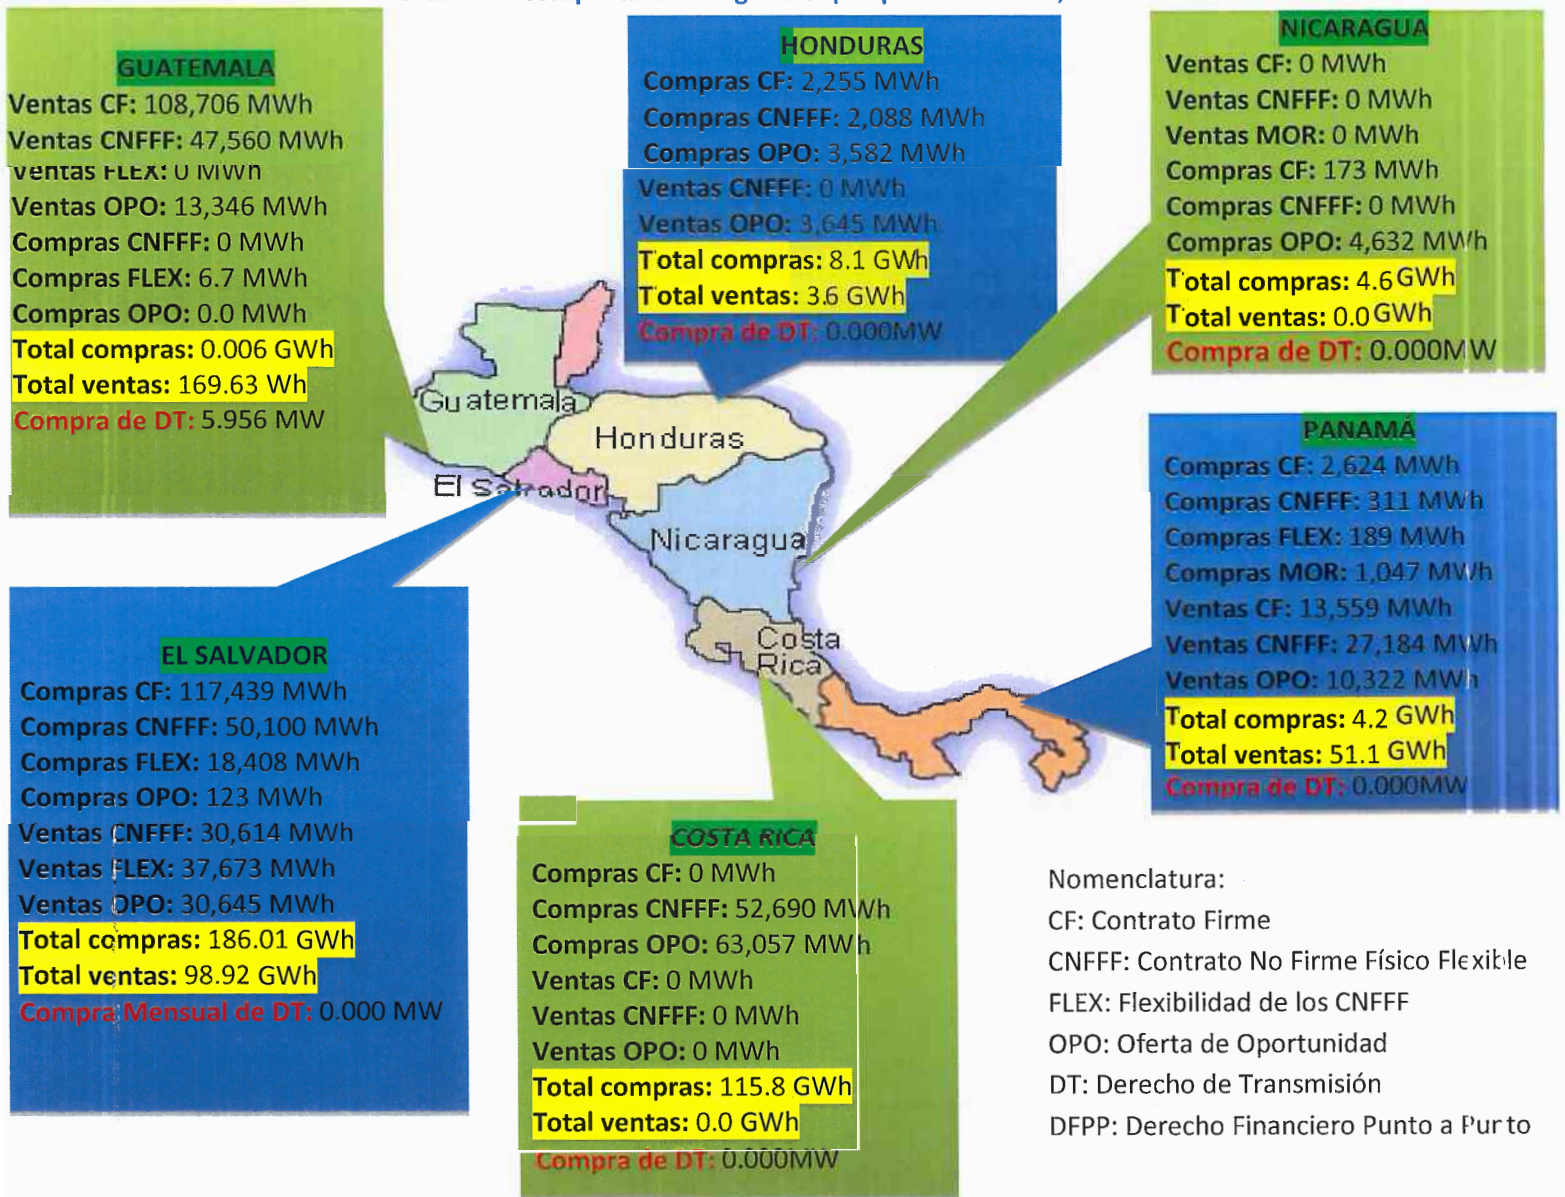 GUATEMALA
Ventas CF: 108,706 MWh
Ventas CNFFF: 47,560 MWh
Ventas FLEX: 0 MWh
Ventas OPO: 13,346 MWh
Compras CNFFF: 0 MWh
Compras FLEX: 6.7 MWh
Compras OPO: 0.0 MWh
Total compras: 0.006 GWh
Total ventas: 169.63 Wh
Compra de DT: 5.956 MW
HONDURAS
Compras CF: 2,255 MWh
Compras CNFFF: 2,088 MWh
Compras OPO: 3,582 MWh
Ventas CNFFF: 0 MWh
Ventas OPO: 3,645 MWh
Total compras: 8.1 GWh
Total ventas: 3.6 GWh
Compra de DT: 0.000MW
NICARAGUA
Ventas CF: 0 MWh
Ventas CNFFF: 0 MWh
Ventas MOR: 0 MWh
Compras CF: 173 MWh
Compras CNFFF: 0 MWh
Compras OPO: 4,632 MWh
Total compras: 4.6 GWh
Total ventas: 0.0 GWh
Compra de DT: 0.000MW
Guatemala
Honduras
El Salvador
Nicaragua
Costa
Rica
PANAMÁ
Compras CF: 2,624 MWh
Compras CNFFF: 311 MWh
Compras FLEX: 189 MWh
Compras MOR: 1,047 MWh
Ventas CF: 13,559 MWh
Ventas CNFFF: 27,184 MWh
Ventas OPO: 10,322 MWh
Total compras: 4.2 GWh
Total ventas: 51.1 GWh
Compra de DT: 0.000MW
EL SALVADOR
Compras CF: 117,439 MWh
Compras CNFFF: 50,100 MWh
Compras FLEX: 18,408 MWh
Compras OPO: 123 MWh
Ventas CNFFF: 30,614 MWh
Ventas FLEX: 37,673 MWh
Ventas OPO: 30,645 MWh
Total compras: 186.01 GWh
Total ventas: 98.92 GWh
Compra Mensual de DT: 0.000 MW
COSTA RICA
Compras CF: 0 MWh
Compras CNFFF: 52,690 MWh
Compras OPO: 63,057 MWh
Ventas CF: 0 MWh
Ventas CNFFF: 0 MWh
Ventas OPO: 0 MWh
Total compras: 115.8 GWh
Total ventas: 0.0 GWh
Compra de DT: 0.000MW
Nomenclatura:
CF: Contrato Firme
CNFFF: Contrato No Firme Físico Flexible
FLEX: Flexibilidad de los CNFFF
OPO: Oferta de Oportunidad
DT: Derecho de Transmisión
DFPP: Derecho Financiero Punto a Punto